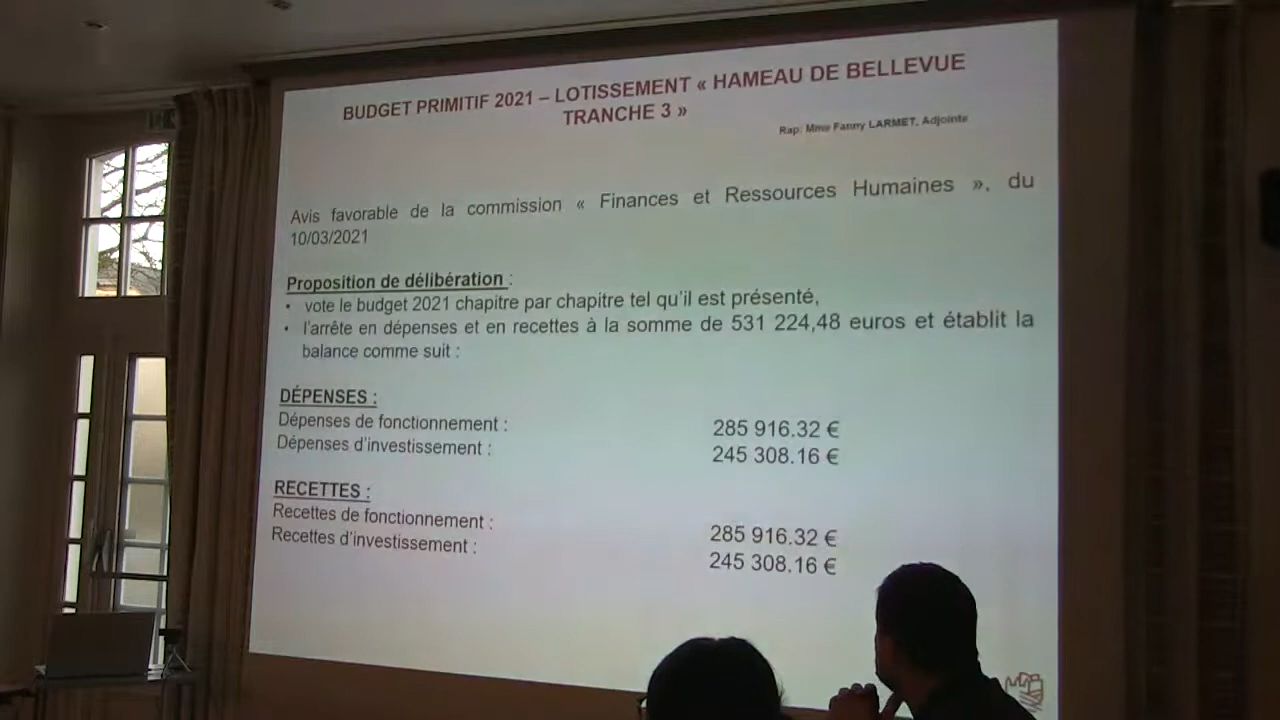 BUDGET PRIMITIF 2021 – LOTISSEMENT « HAMEAU DE BELLEVUE
TRANCHE 3 »
Rap: Mme Fanny LARMET, Adjointe
Avis favorable de la commission « Finances et Ressources Humaines », du
10/03/2021
Proposition de délibération :
• vote le budget 2021 chapitre par chapitre tel qu'il est présenté,
• l'arrête en dépenses et en recettes à la somme de 531 224,48 euros et établit la
balance comme suit :
DÉPENSES :
Dépenses de fonctionnement : 285 916.32 €
Dépenses d'investissement : 245 308.16 €
RECETTES :
Recettes de fonctionnement : 285 916.32 €
Recettes d'investissement : 245 308.16 €